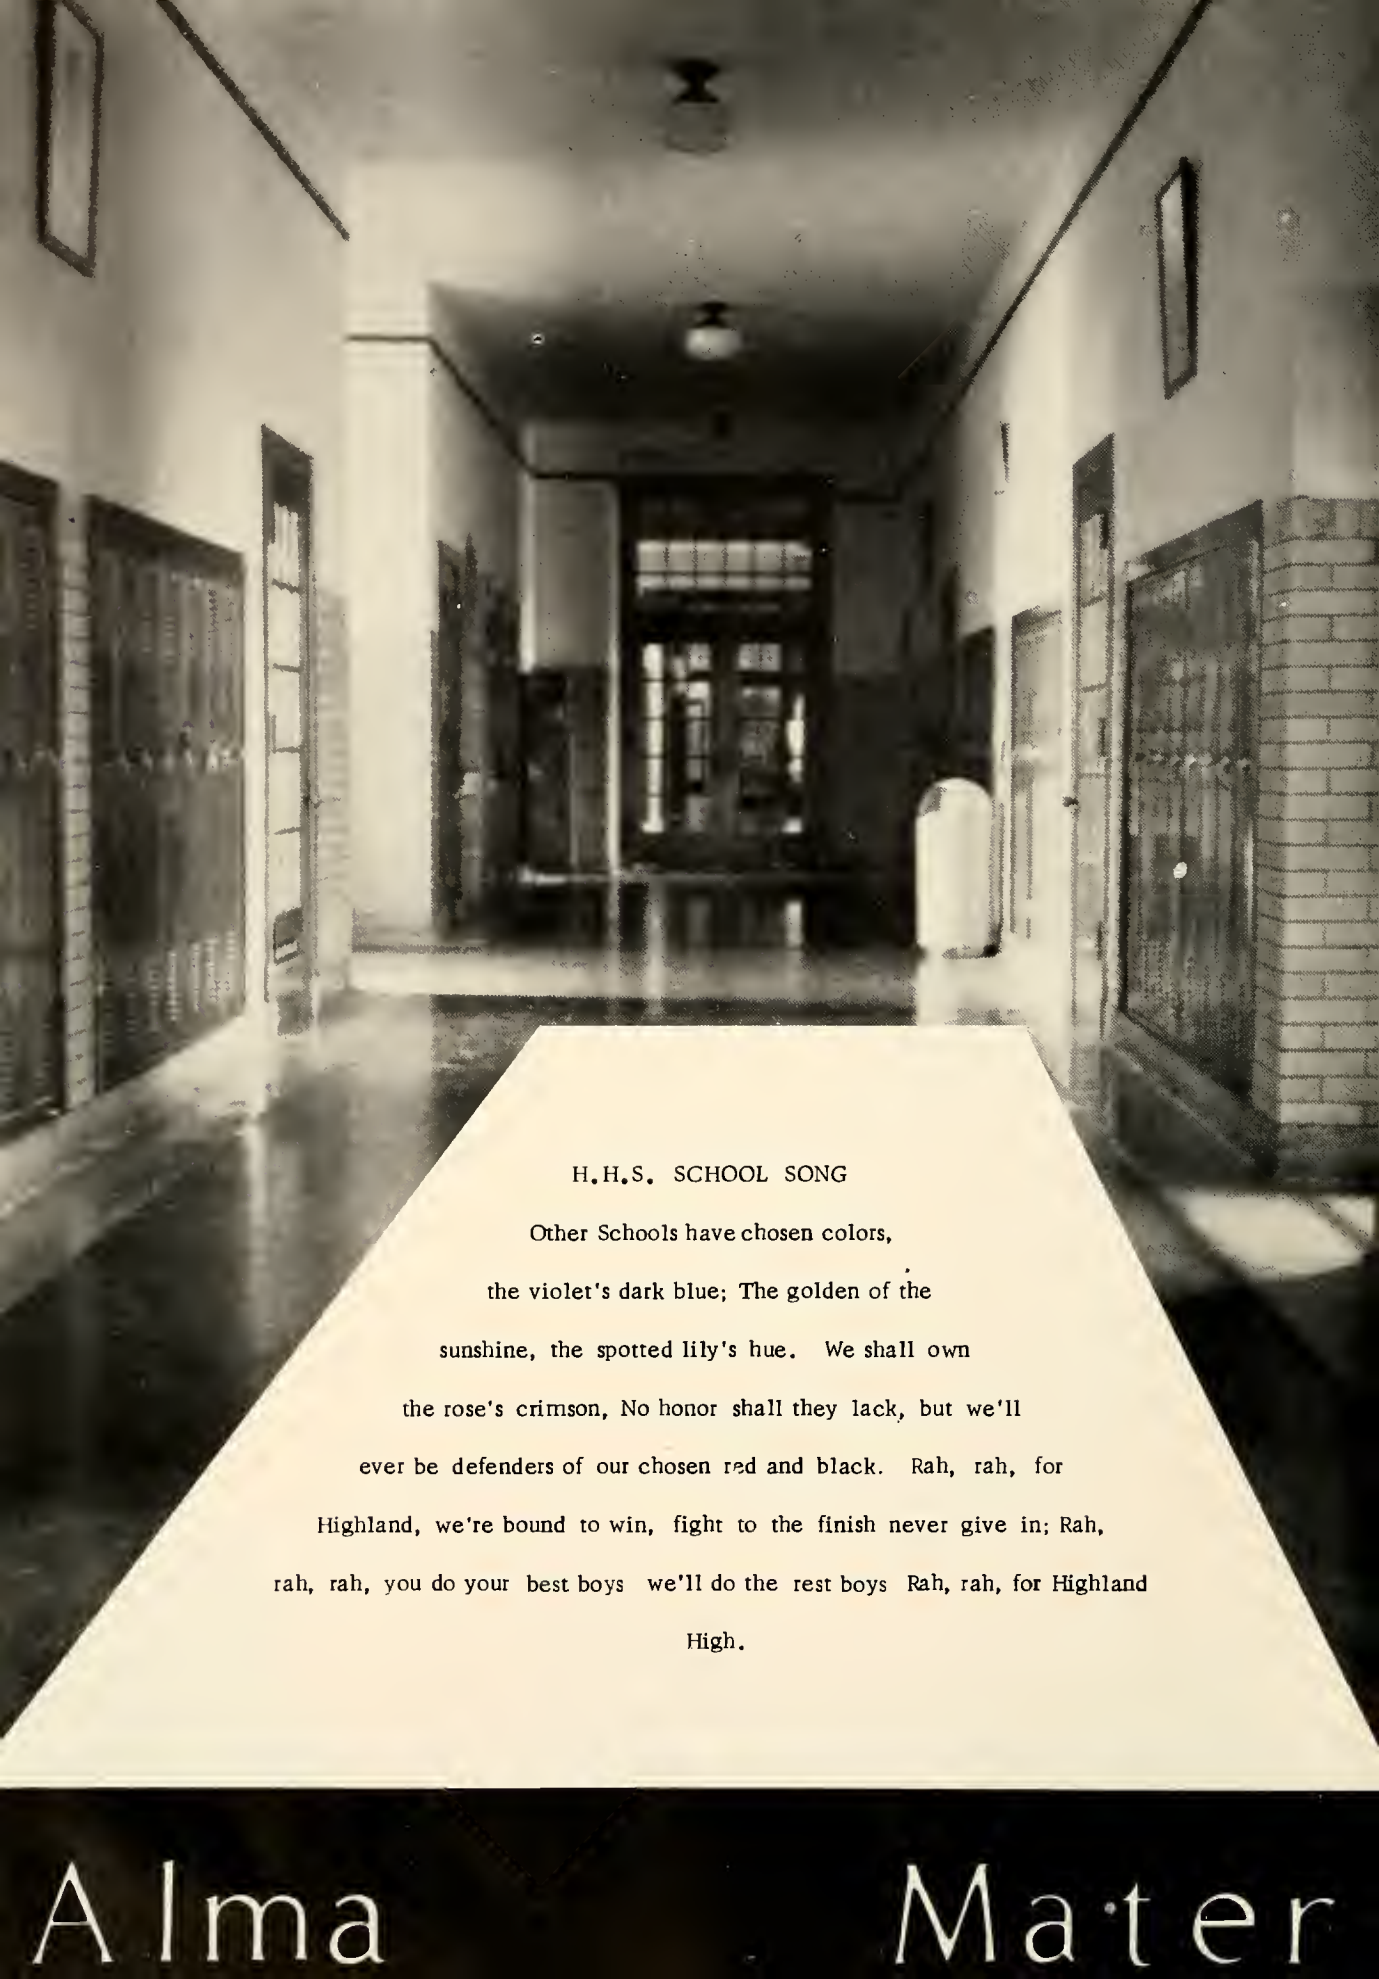 H.H.S. SCHOOL SONG
Other Schools have chosen colors,
the violet's dark blue; The golden of the
sunshine, the spotted lily's hue. We shall own
the rose's crimson, No honor shall they lack, but we'll
ever be defenders of our chosen red and black. Rah, rah, for
Highland, we're bound to win, fight to the finish never give in; Rah,
rah, rah, you do your best boys we'll do the rest boys Rah, rah, for Highland
High.
Alma Mater